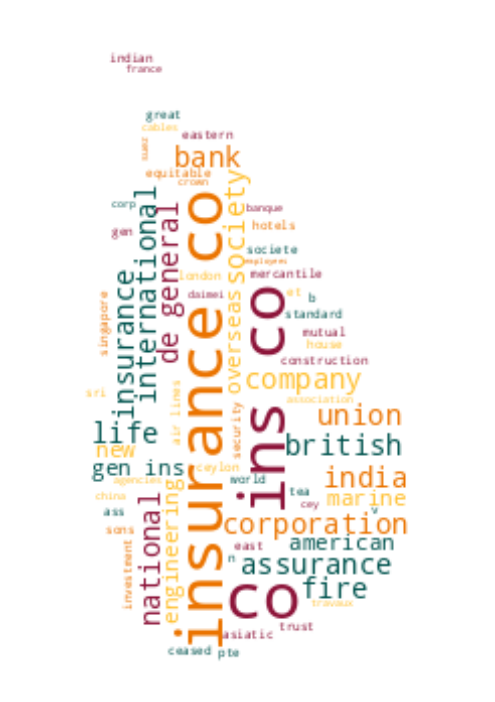 indian
france
great
cables
eastern
suez
bank
equitable
crown
corp
international
de general
insurance co
society
banque
gen
hotels
societe
employees
london
mercantile
insurance
daimei
overseas
et
b
ins co
standard
singapore
mutual
house
construction
company
air lines
sri
association
security
union
life
new
british
gen ins
ceylon
world
india
agencies
tea
marine
china
cey
ass
v
national
engineering
corporation
sons
american
east
n
assurance
investment
fire
co
travaux
trust
asiatic
ceased
pte